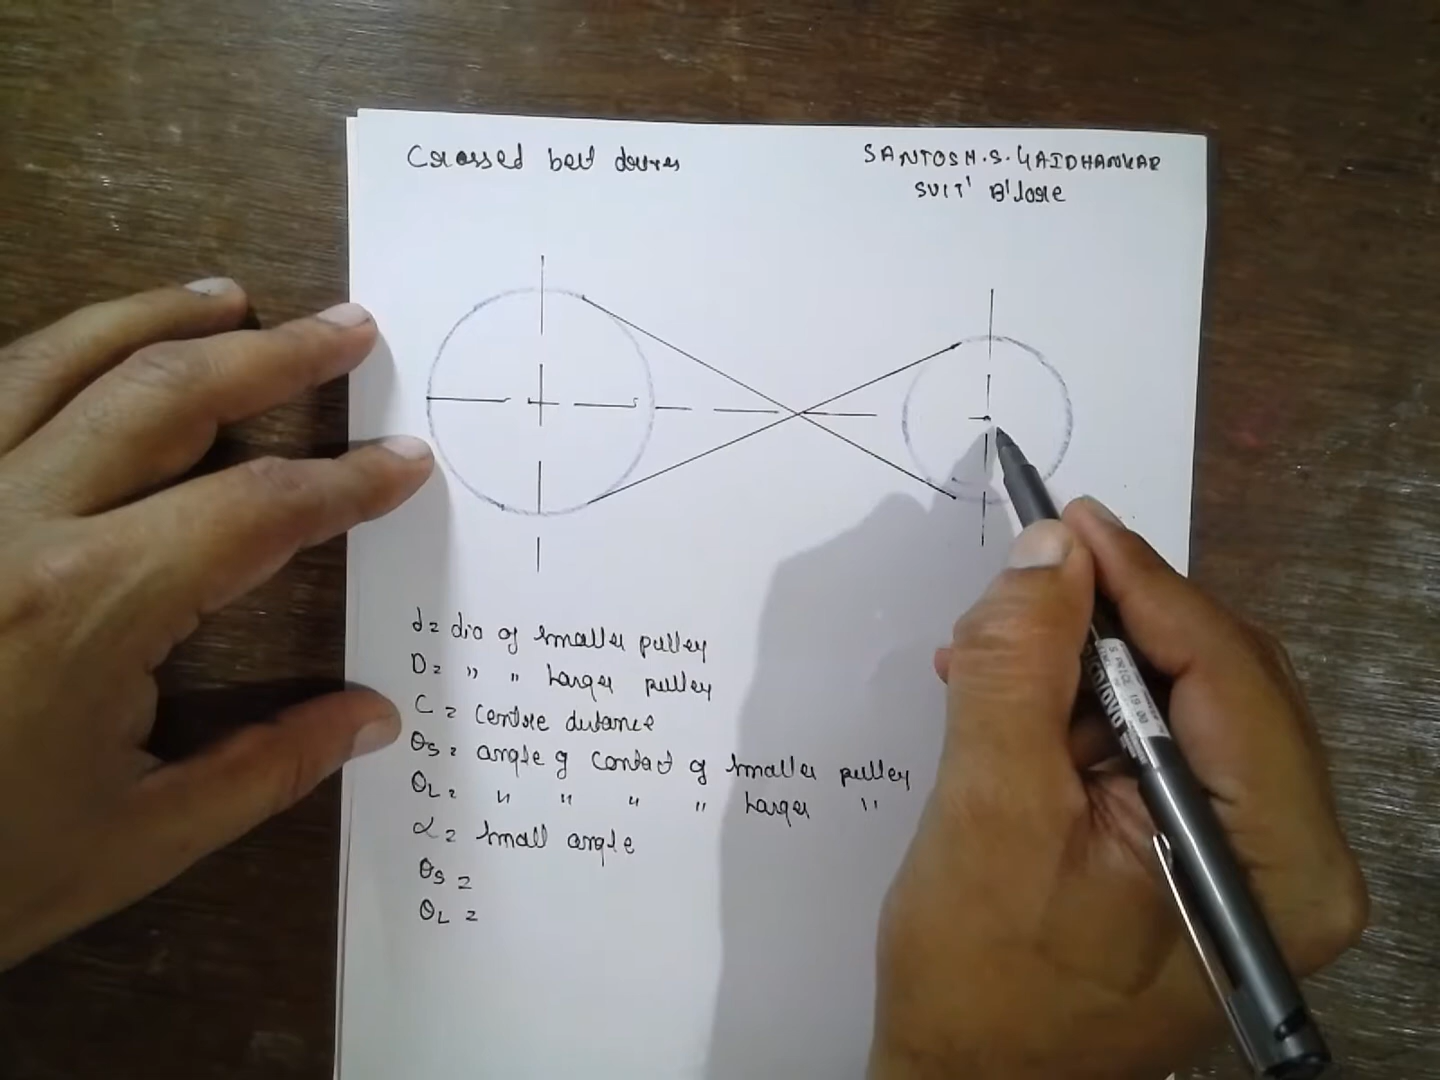 Crossed belt drives
SANTOSH.S.GAIDHANKAR
SUIT' B'lore
d= dia of smaller pulley
D= " " Larger pulley
C = centre distance
θs = angle of contact of smaller pulley
θL = " " " " Larger "
α = small angle
θs =
θL =